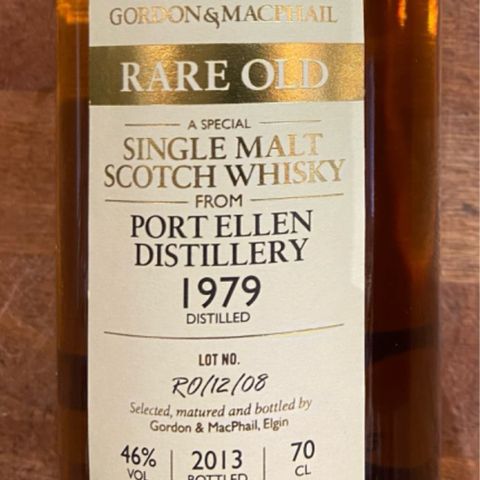 GORDON & MACPHAIL
RARE OLD
A SPECIAL
SINGLE MALT
SCOTCH WHISKY
FROM
PORT ELLEN
DISTILLERY
1979
DISTILLED
LOT NO.
RO/12/08
Selected, matured and bottled by
Gordon & MacPhail, Elgin
46% 2013 70
VOL BOTTLED CL